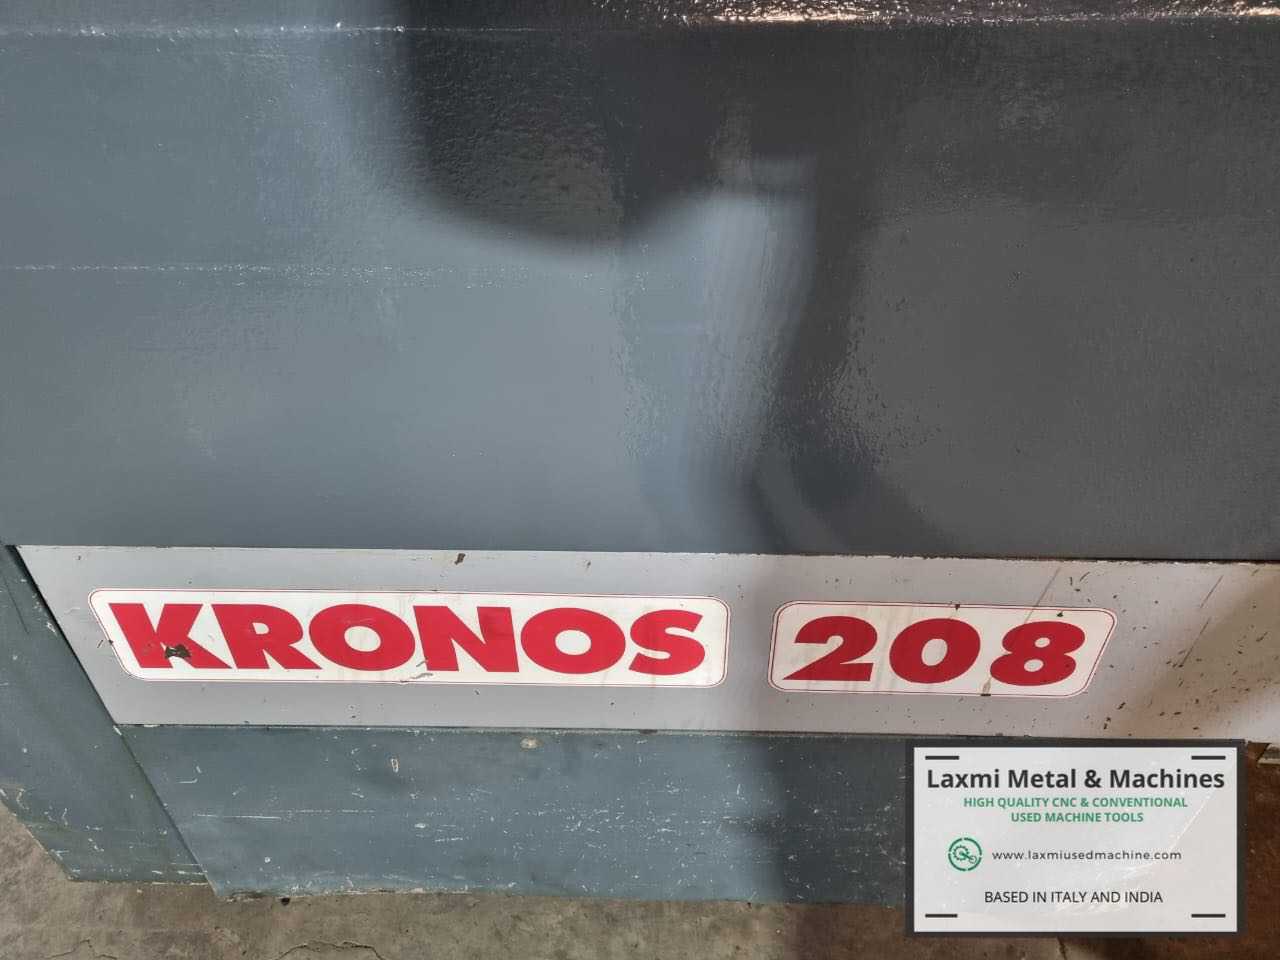 KRONOS 208
Laxmi Metal & Machines
HIGH QUALITY CNC & CONVENTIONAL
USED MACHINE TOOLS
www.laxmiusedmachine.com
BASED IN ITALY AND INDIA